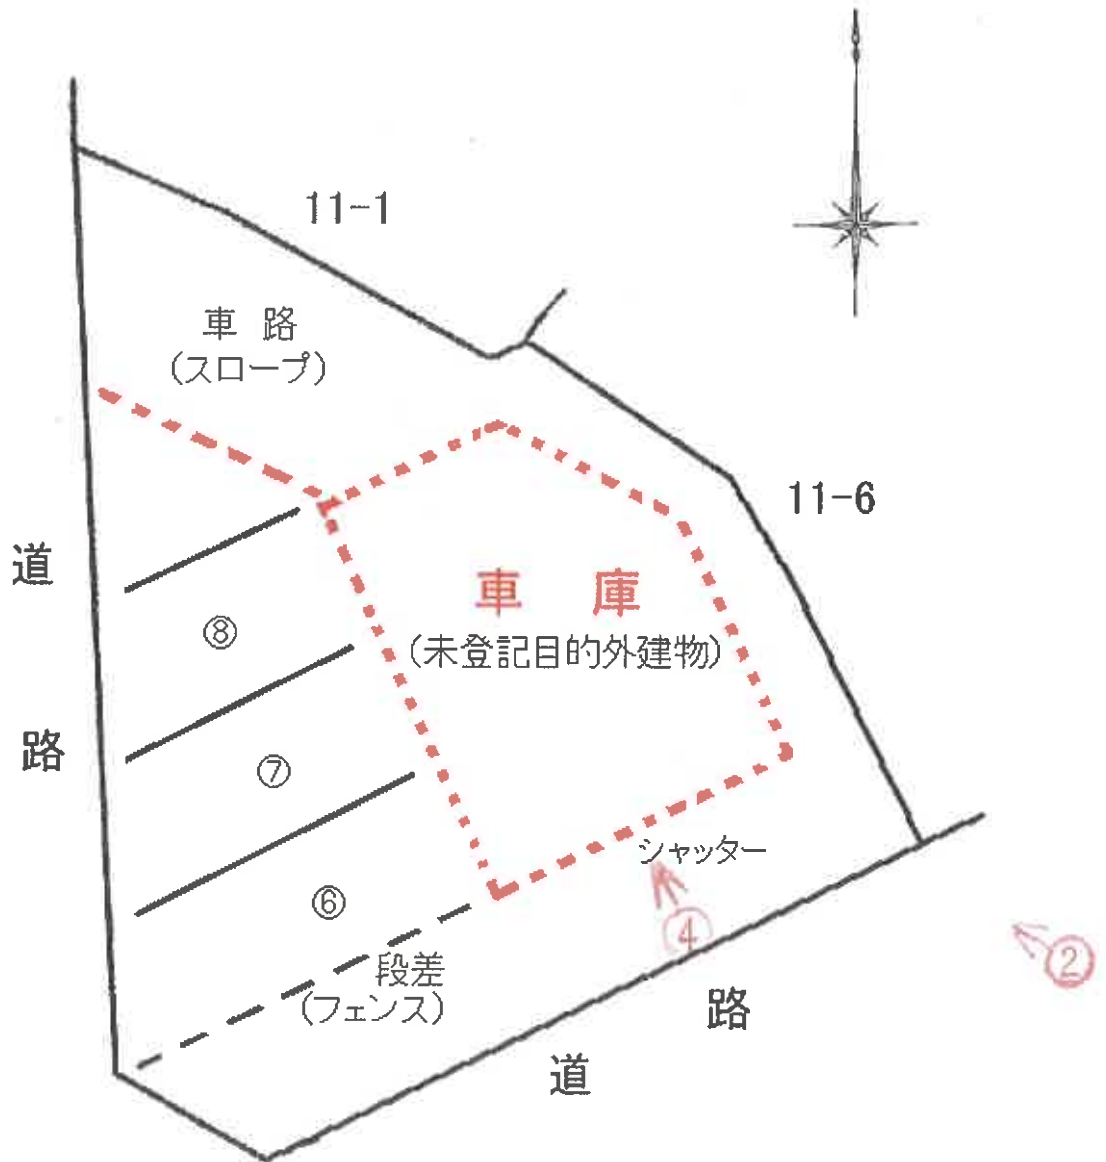 11-1
車 路
(スロープ)
11-6
道
路
車 庫
(未登記目的外建物)
⑧
⑦
⑥
シャッター
④
②
段差
(フェンス)
路
道